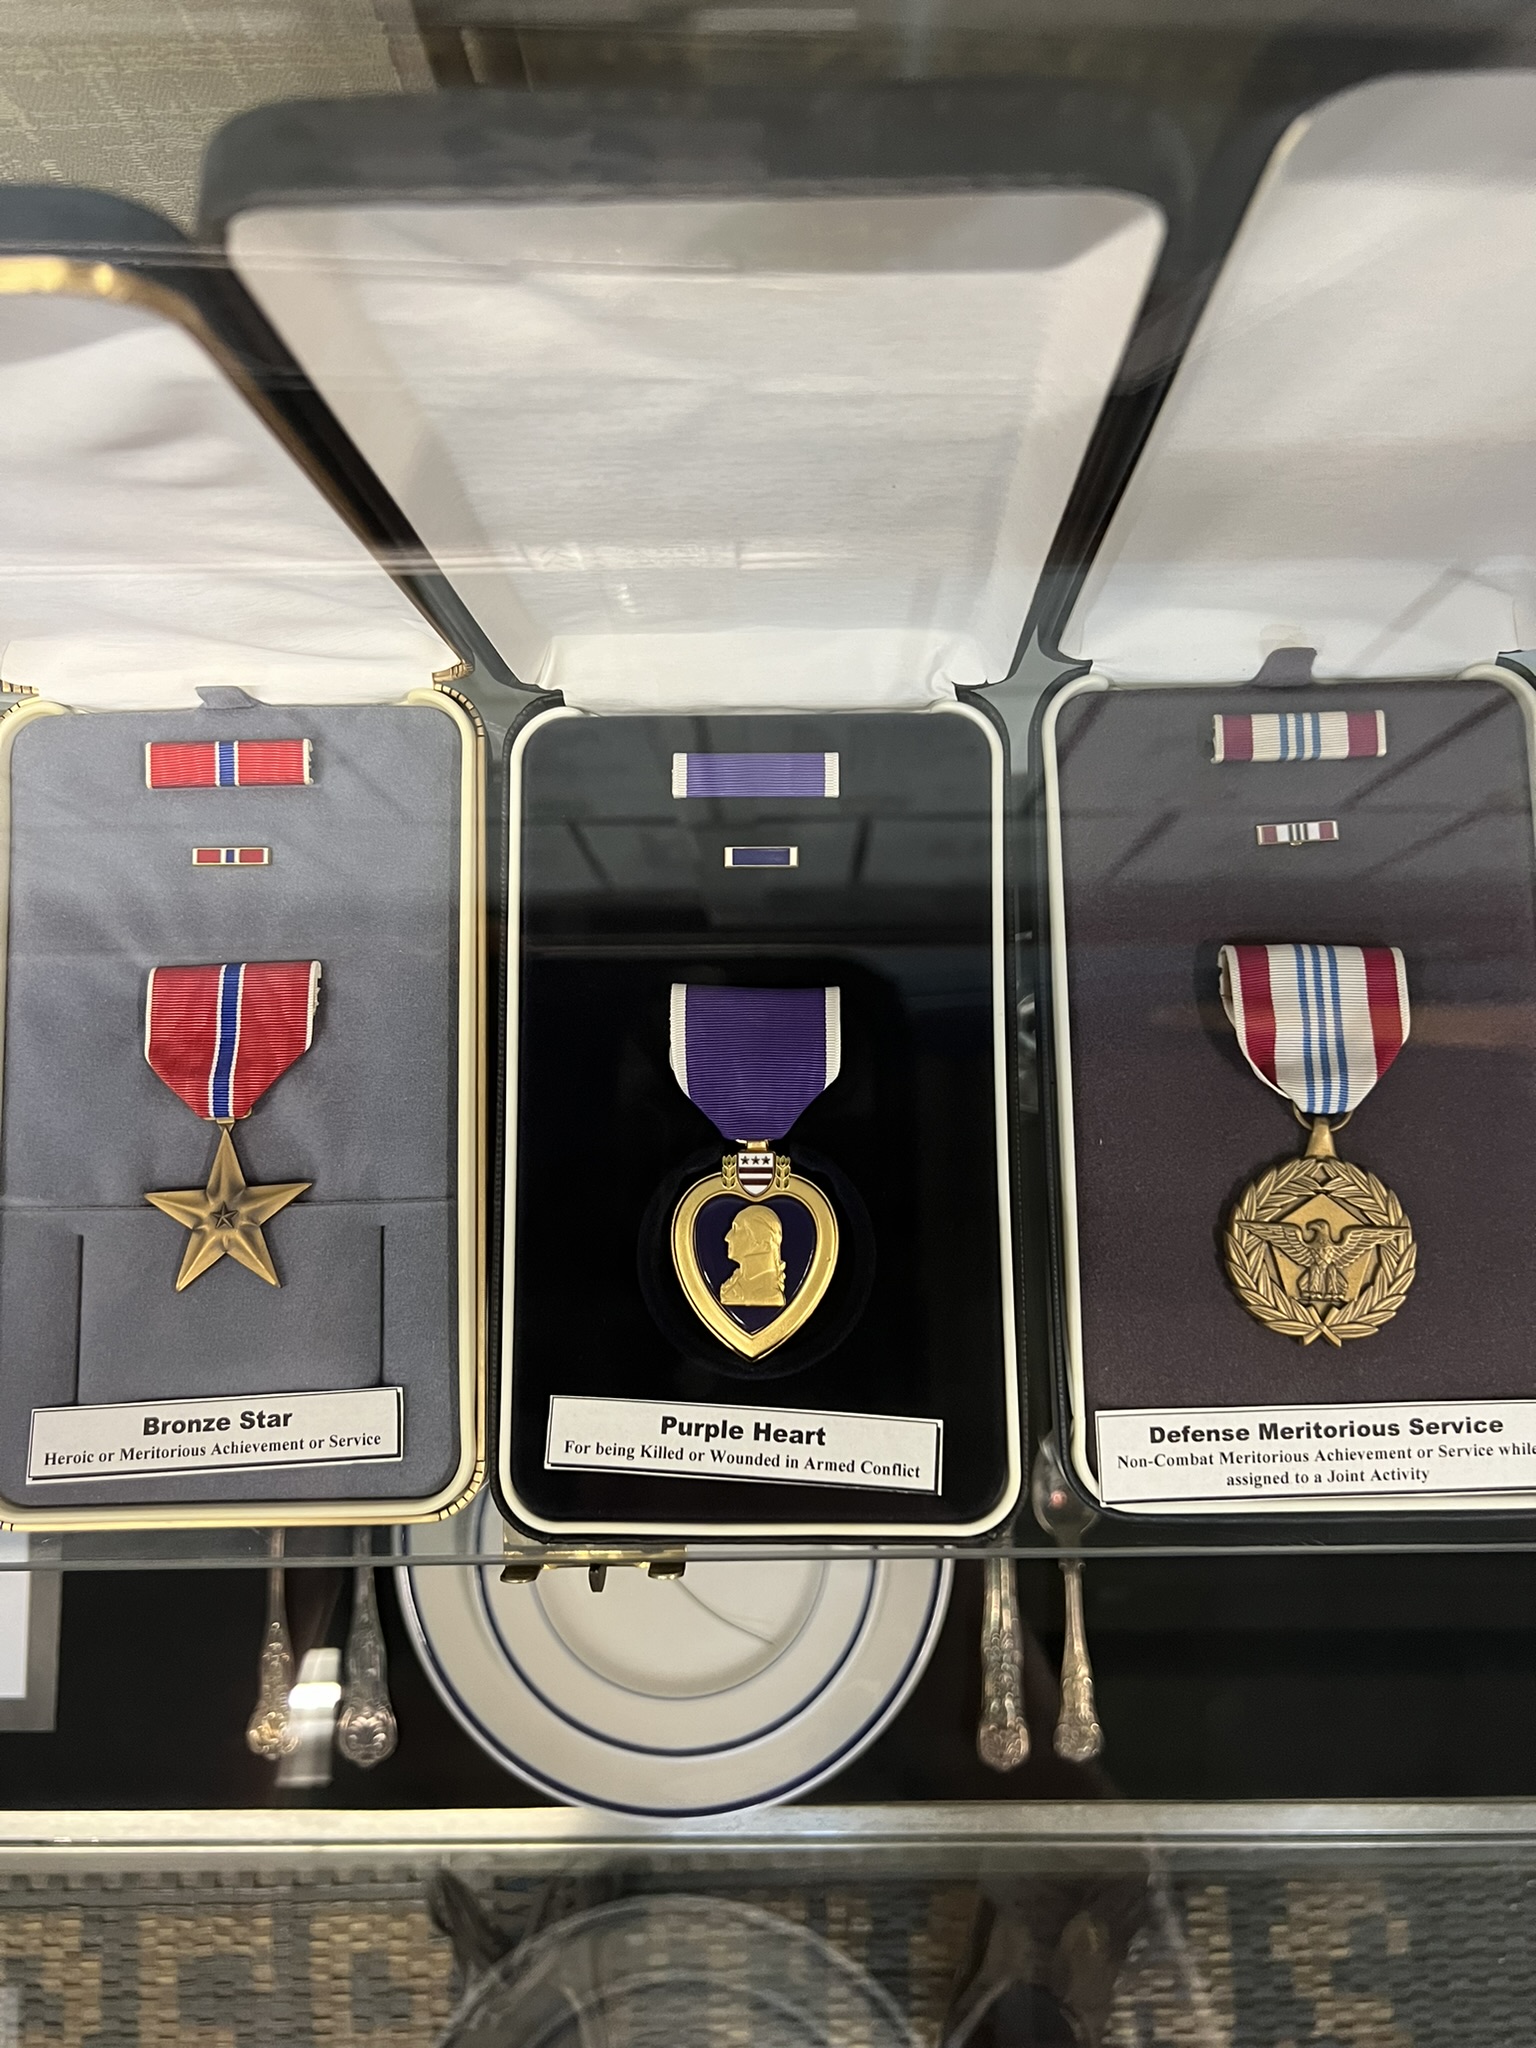 Bronze Star
Heroic or Meritorious Achievement or Service
Purple Heart
For being Killed or Wounded in Armed Conflict
Defense Meritorious Service
Non-Combat Meritorious Achievement or Service while
assigned to a Joint Activity